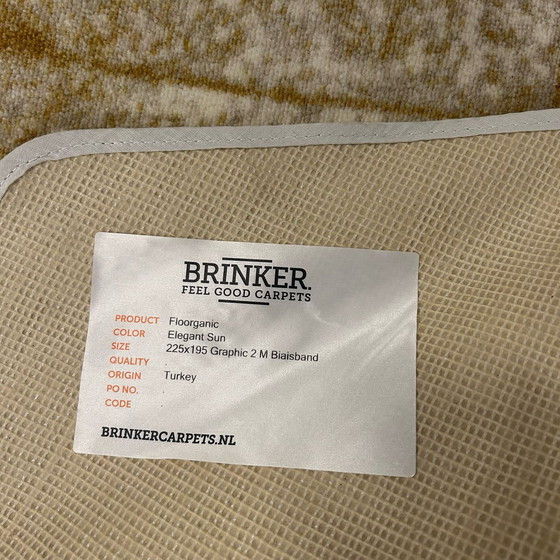 BRINKER.
FEEL GOOD CARPETS
PRODUCT Floorganic
COLOR Elegant Sun
SIZE 225x195 Graphic 2 M Biaisband
QUALITY
ORIGIN Turkey
PO NO.
CODE
BRINKERCARPETS.NL